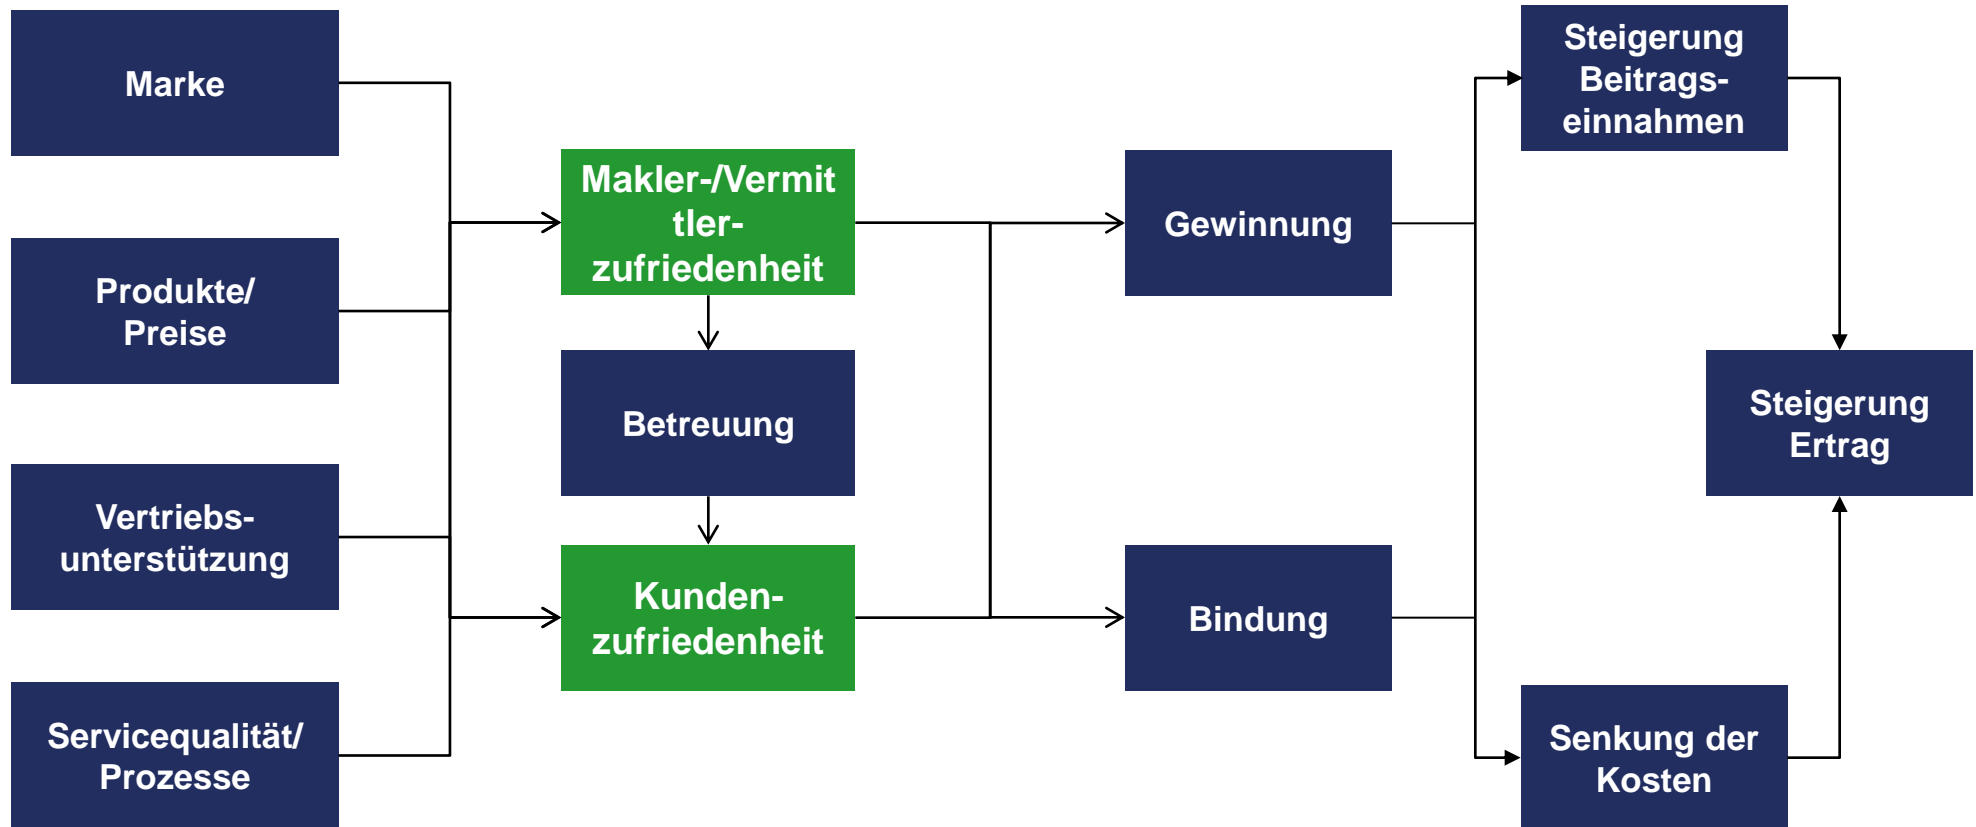 Marke
Produkte/
Preise
Vertriebs-
unterstützung
Servicequalität/
Prozesse
Makler-/Vermit
tler-
zufriedenheit
Betreuung
Kunden-
zufriedenheit
Gewinnung
Bindung
Steigerung
Beitrags-
einnahmen
Steigerung
Ertrag
Senkung der
Kosten